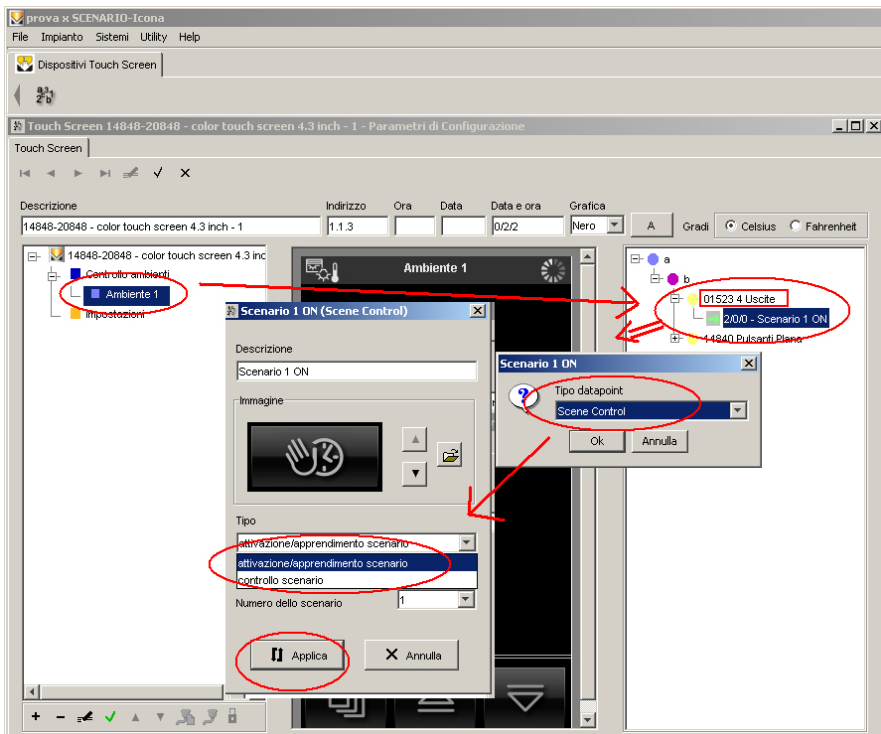 prova x SCENARIO-Icona
File Impianto Sistemi Utility Help
Dispositivi Touch Screen
Touch Screen 14848-20848 - color touch screen 4.3 inch - 1 - Parametri di Configurazione
Touch Screen
Descrizione Indirizzo Ora Data Data e ora Grafica
14848-20848 - color touch screen 4.3 inch - 1 1.1.3 0/2/2 Nero A Gradi Celsius Fahrenheit
14848-20848 - color touch screen 4.3 inc
Controllo ambienti
Ambiente 1
Impostazioni
Ambiente 1
a
b
01523 4 Uscite
2/0/0 - Scenario 1 ON
14840 Pulsanti Plana
Scenario 1 ON (Scene Control)
Descrizione
Scenario 1 ON
Immagine
Tipo
attivazione/apprendimento scenario
attivazione/apprendimento scenario
controllo scenario
Numero dello scenario 1
Applica Annulla
Scenario 1 ON
Tipo datapoint
Scene Control
Ok Annulla